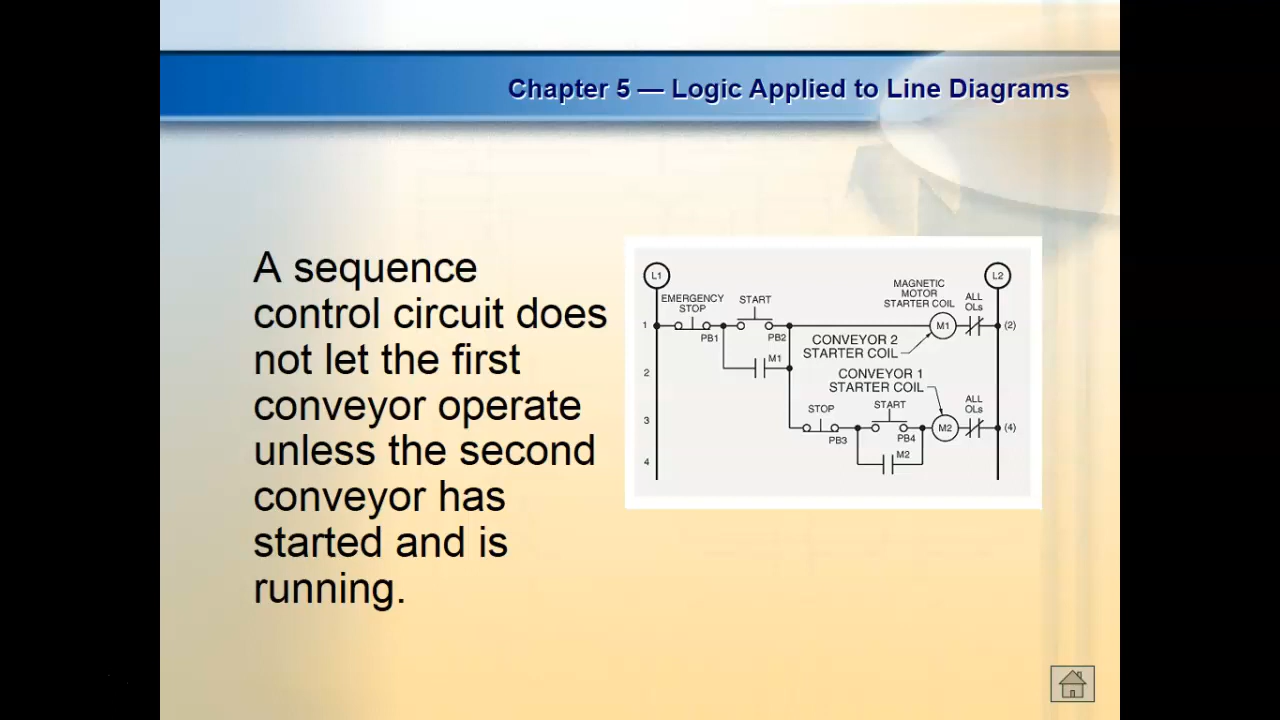 Chapter 5 — Logic Applied to Line Diagrams
A sequence
control circuit does
not let the first
conveyor operate
unless the second
conveyor has
started and is
running.
L1
L2
MAGNETIC
MOTOR
STARTER COIL
ALL
OLs
EMERGENCY
STOP
START
1
PB1
PB2
M1
(2)
CONVEYOR 2
STARTER COIL
M1
2
CONVEYOR 1
STARTER COIL
STOP
START
ALL
OLs
3
PB3
PB4
M2
(4)
M2
4